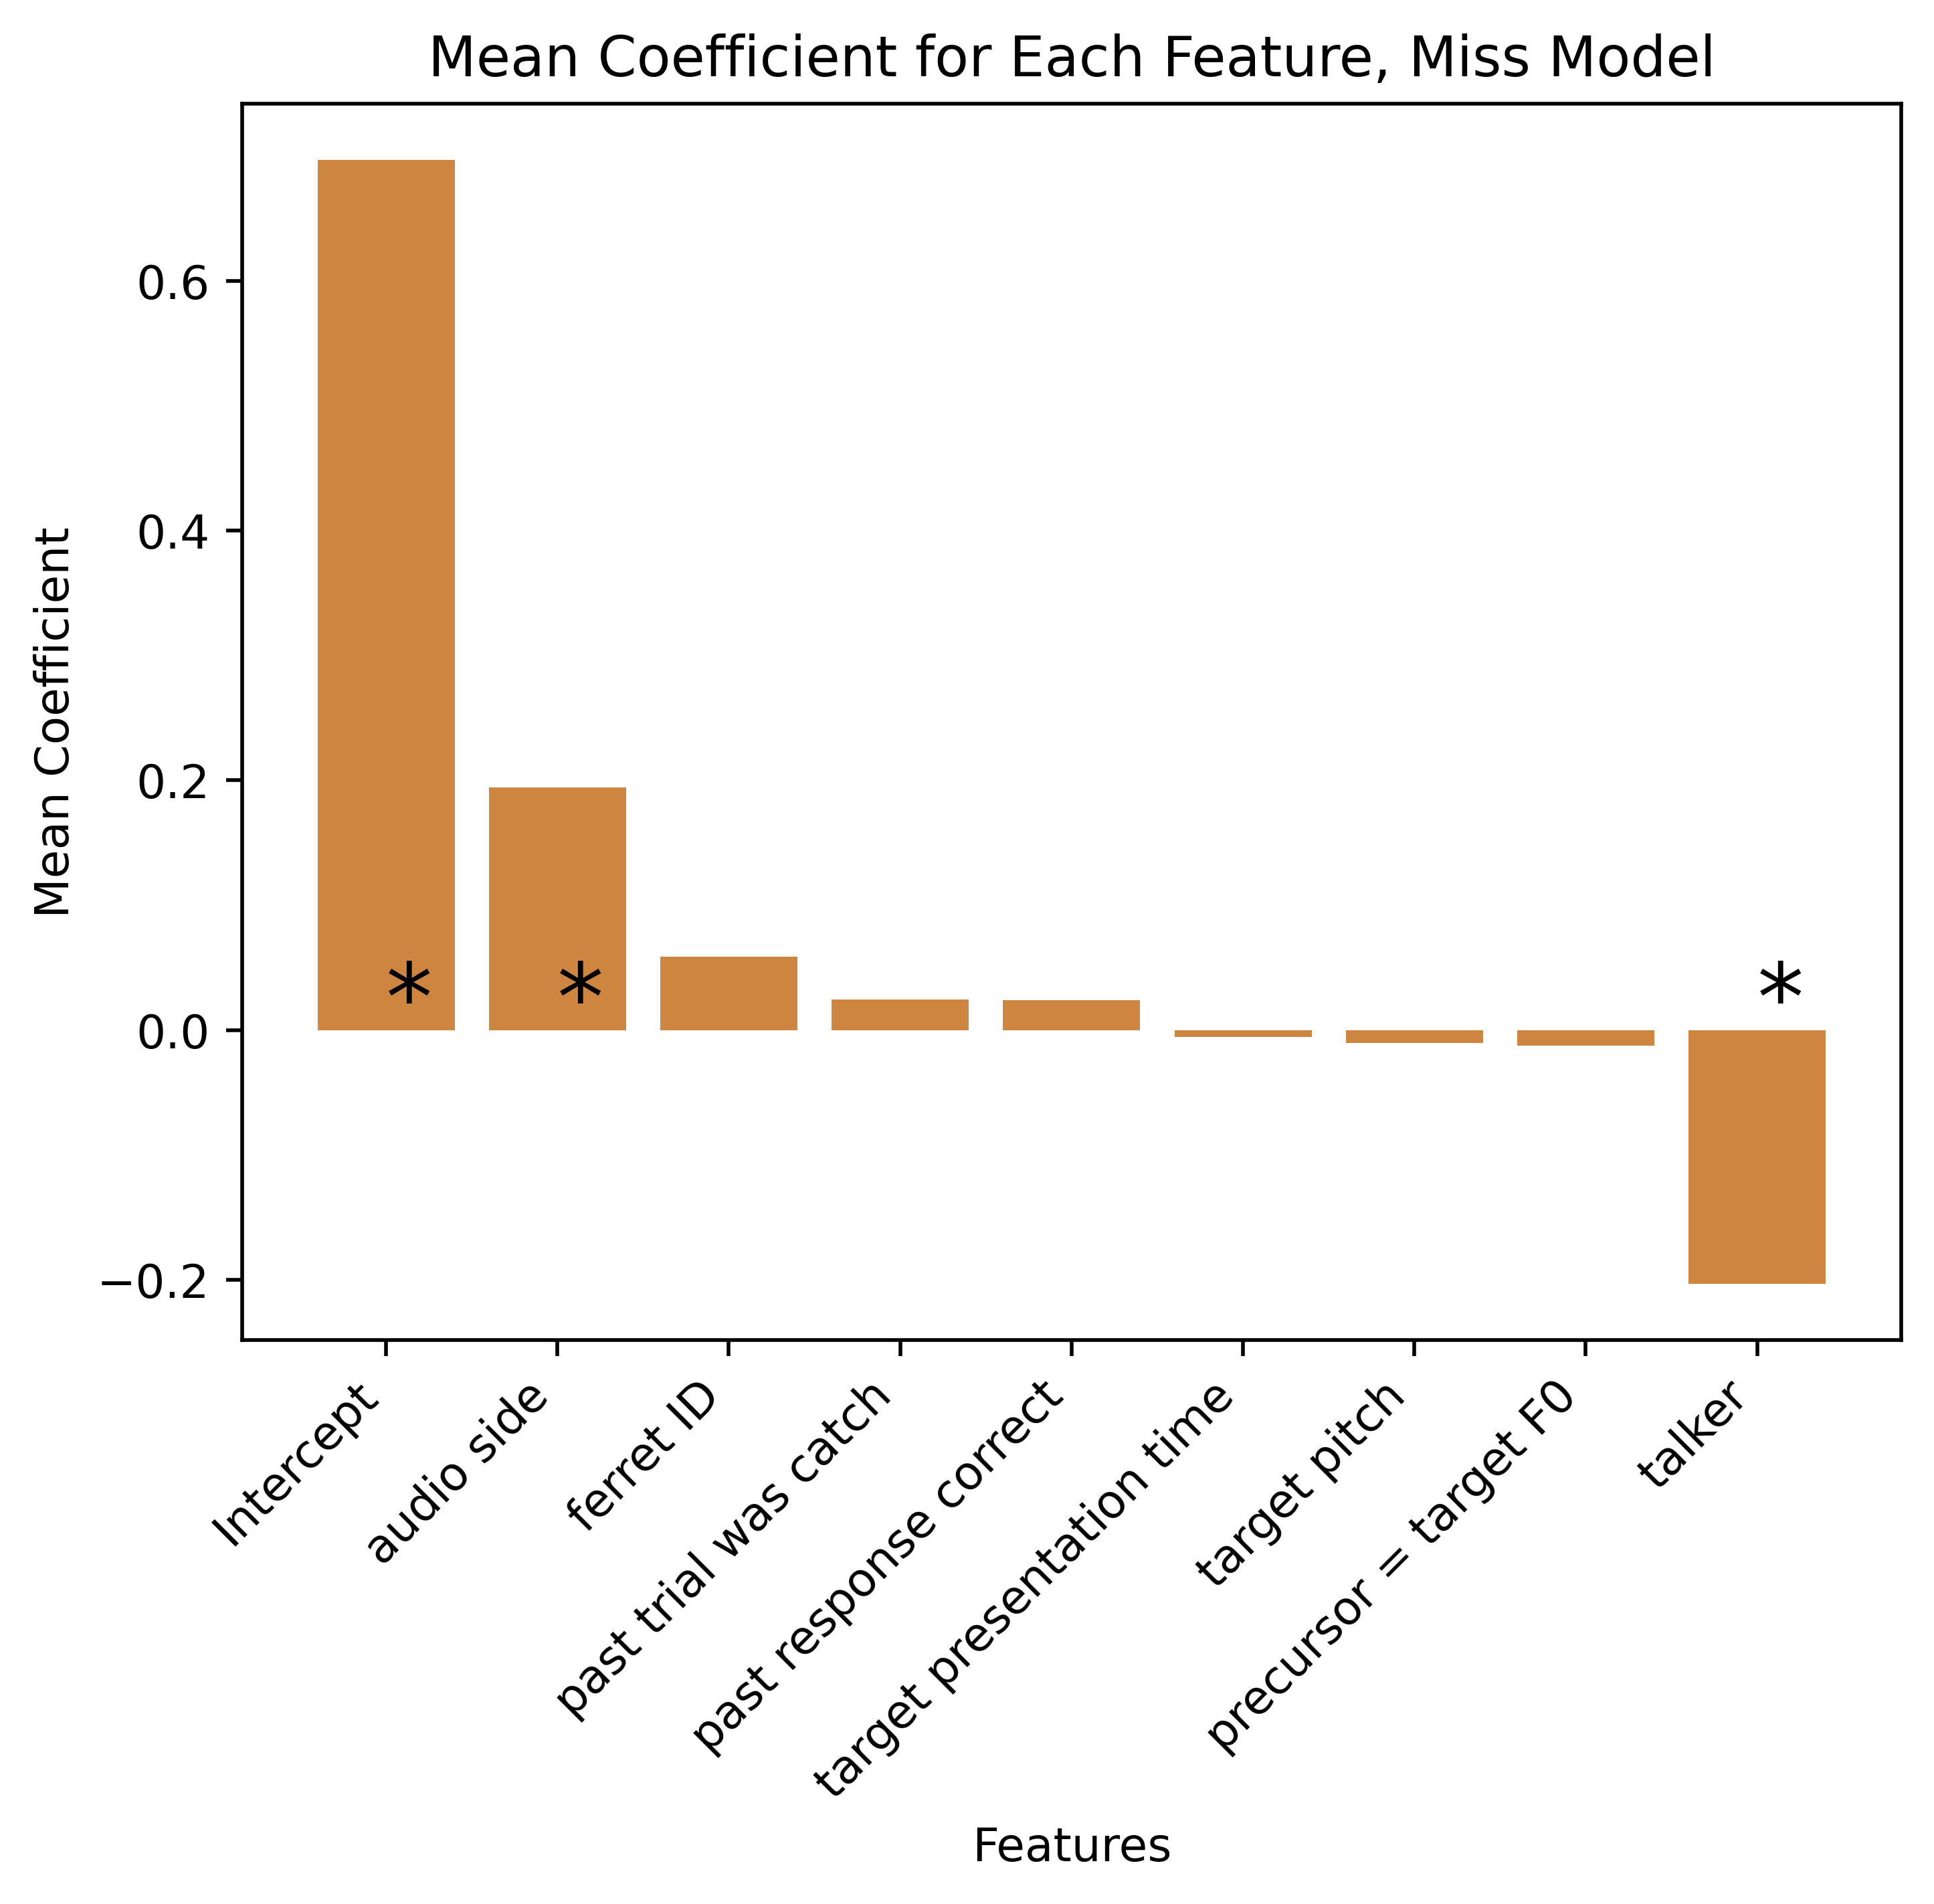 Mean Coefficient for Each Feature, Miss Model
Mean Coefficient
0.6
0.4
0.2
0.0
−0.2
*
*
*
Intercept
audio side
ferret ID
past trial was catch
past response correct
target presentation time
target pitch
precursor = target F0
talker
Features